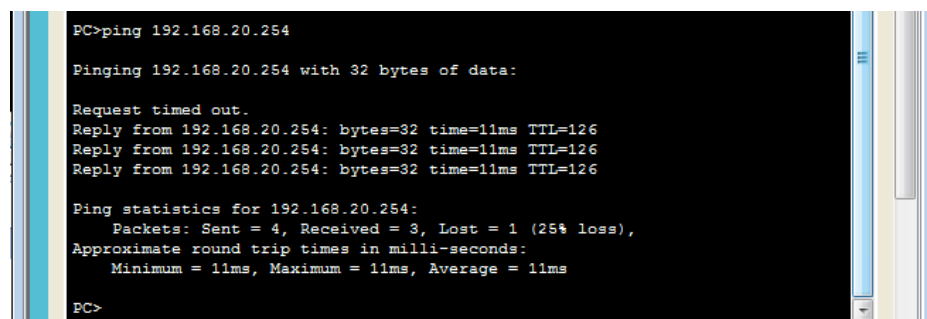 PC>ping 192.168.20.254
Pinging 192.168.20.254 with 32 bytes of data:
Request timed out.
Reply from 192.168.20.254: bytes=32 time=11ms TTL=126
Reply from 192.168.20.254: bytes=32 time=11ms TTL=126
Reply from 192.168.20.254: bytes=32 time=11ms TTL=126
Ping statistics for 192.168.20.254:
    Packets: Sent = 4, Received = 3, Lost = 1 (25% loss),
Approximate round trip times in milli-seconds:
    Minimum = 11ms, Maximum = 11ms, Average = 11ms
PC>